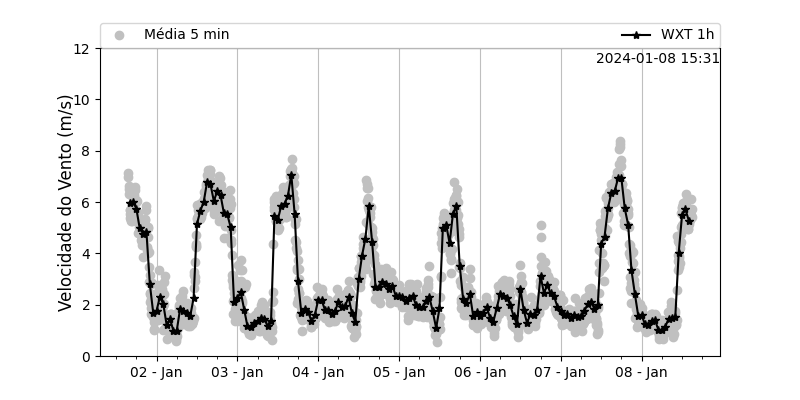 Média 5 min
WXT 1h
2024-01-08 15:31
Velocidade do Vento (m/s)
12
10
8
6
4
2
0
02 - Jan
03 - Jan
04 - Jan
05 - Jan
06 - Jan
07 - Jan
08 - Jan